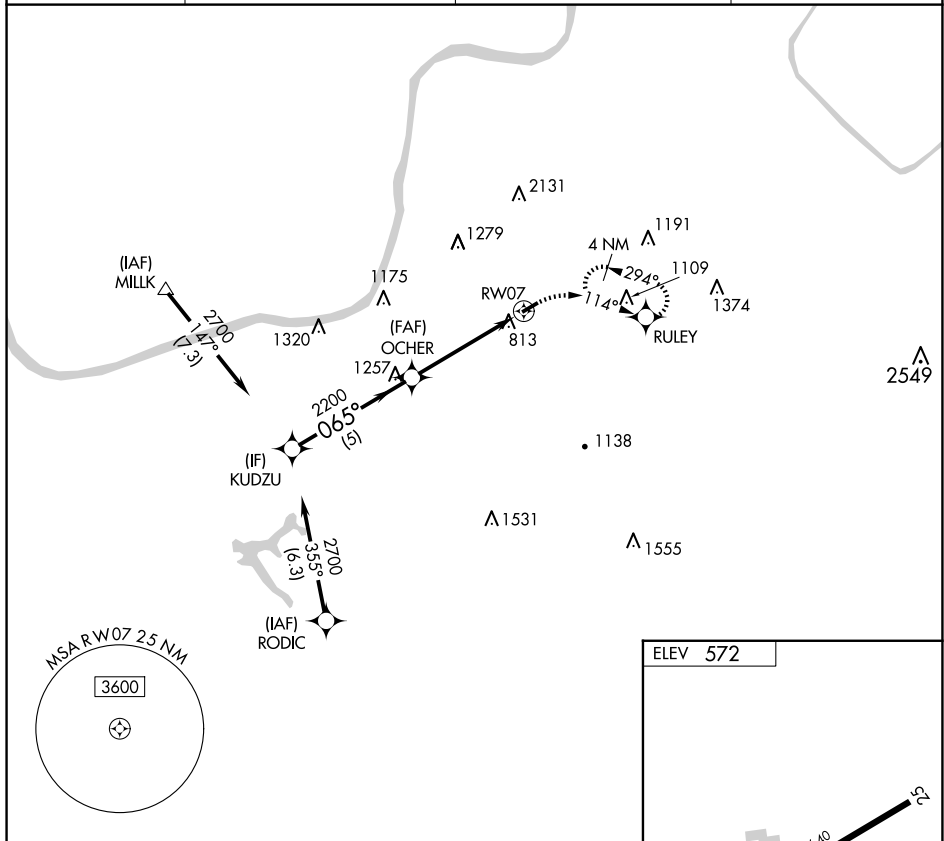 2131
1279
1191
4 NM
294°
1109
(IAF)
MILLK
1175
RW07
114°
1374
2700
147°
(7.3)
1320
(FAF)
OCHER
813
RULEY
1257
2549
2200
065°
(5)
1138
(IF)
KUDZU
1531
1555
2700
355°
(6.3)
(IAF)
RODIC
MSA RW07 25 NM
3600
ELEV 572
25